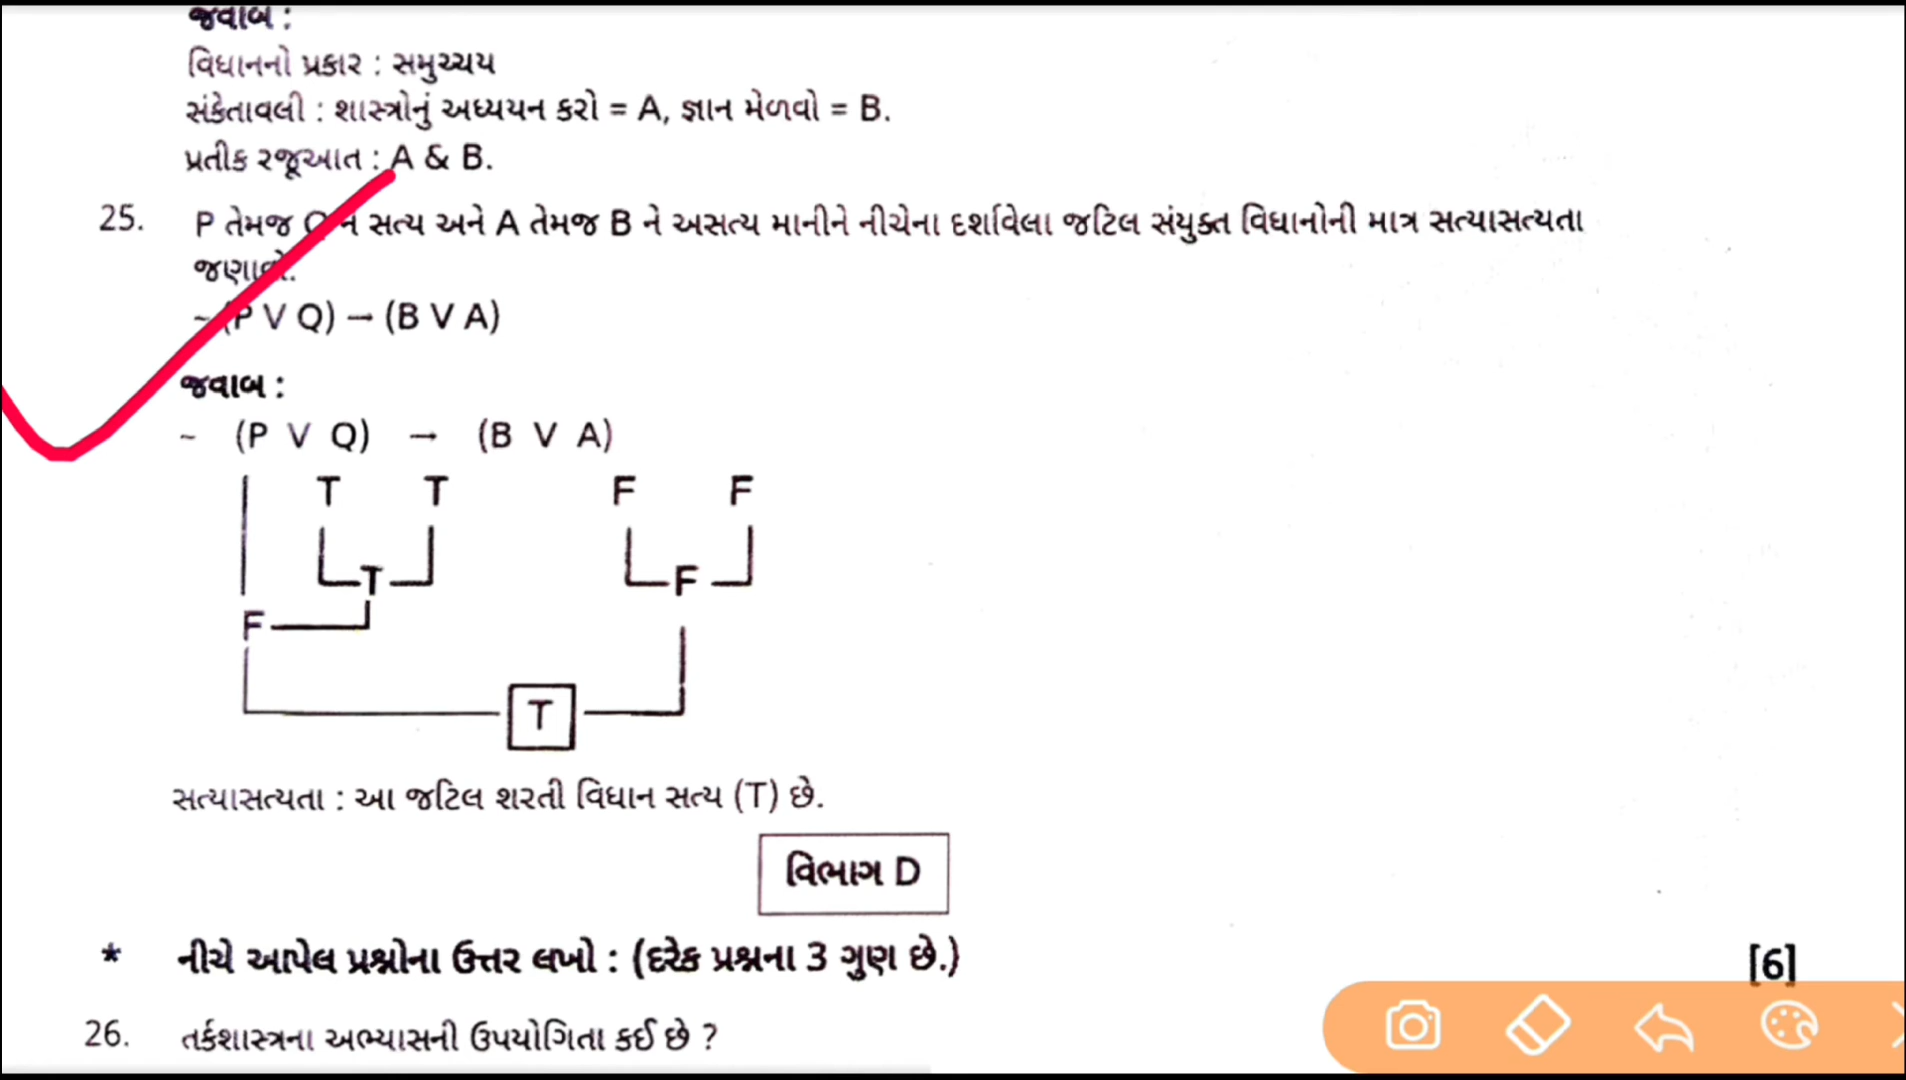 જવાબ :
વિધાનનો પ્રકાર : સમુચ્ચય
સંકેતાવલી : શાસ્ત્રોનું અધ્યયન કરો = A, જ્ઞાન મેળવો = B.
પ્રતીક રજૂઆત : A & B.
25. P તેમજ Q ને સત્ય અને A તેમજ B ને અસત્ય માનીને નીચેના દર્શાવેલા જટિલ સંયુક્ત વિધાનોની માત્ર સત્યાસત્યતા
જણાવો.
~ (P V Q) → (B V A)
જવાબ :
~ (P V Q) → (B V A)
T T F F
T F
F
T
સત્યાસત્યતા : આ જટિલ શરતી વિધાન સત્ય (T) છે.
વિભાગ D
* નીચે આપેલ પ્રશ્નોના ઉત્તર લખો : (દરેક પ્રશ્નના 3 ગુણ છે.) [6]
26. તર્કશાસ્ત્રના અભ્યાસની ઉપયોગિતા કઈ છે ?